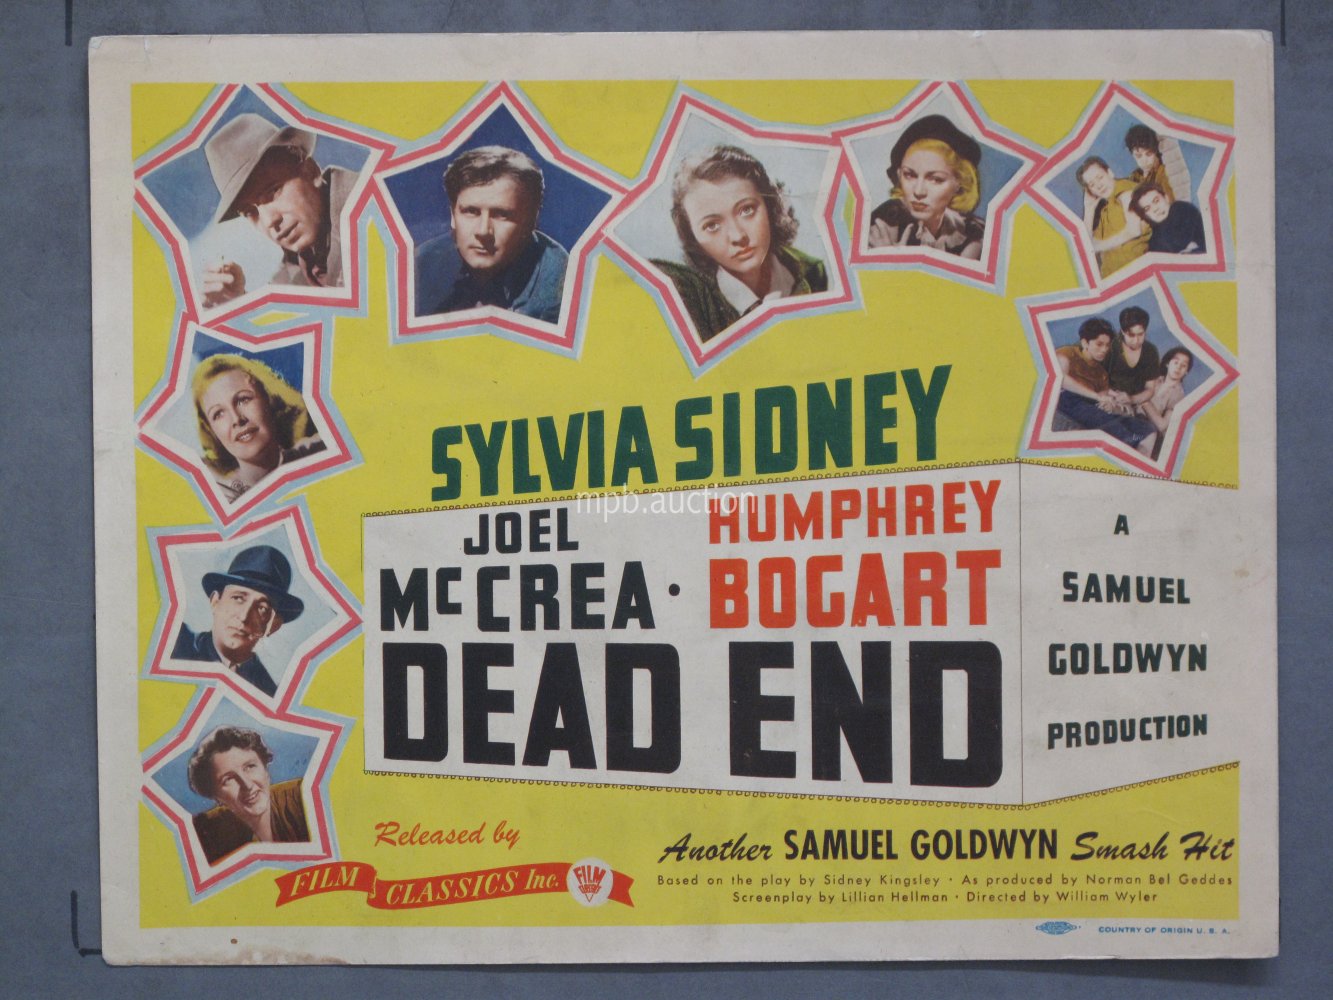 SYLVIA SIDNEY
JOEL
McCREA · HUMPHREY
BOGART
DEAD END
A
SAMUEL
GOLDWYN
PRODUCTION
mpb.auction
Released by
FILM CLASSICS Inc.
FILM
CLASSICS
Another SAMUEL GOLDWYN Smash Hit
Based on the play by Sidney Kingsley · As produced by Norman Bel Geddes
Screenplay by Lillian Hellman · Directed by William Wyler
COUNTRY OF ORIGIN U. S. A.